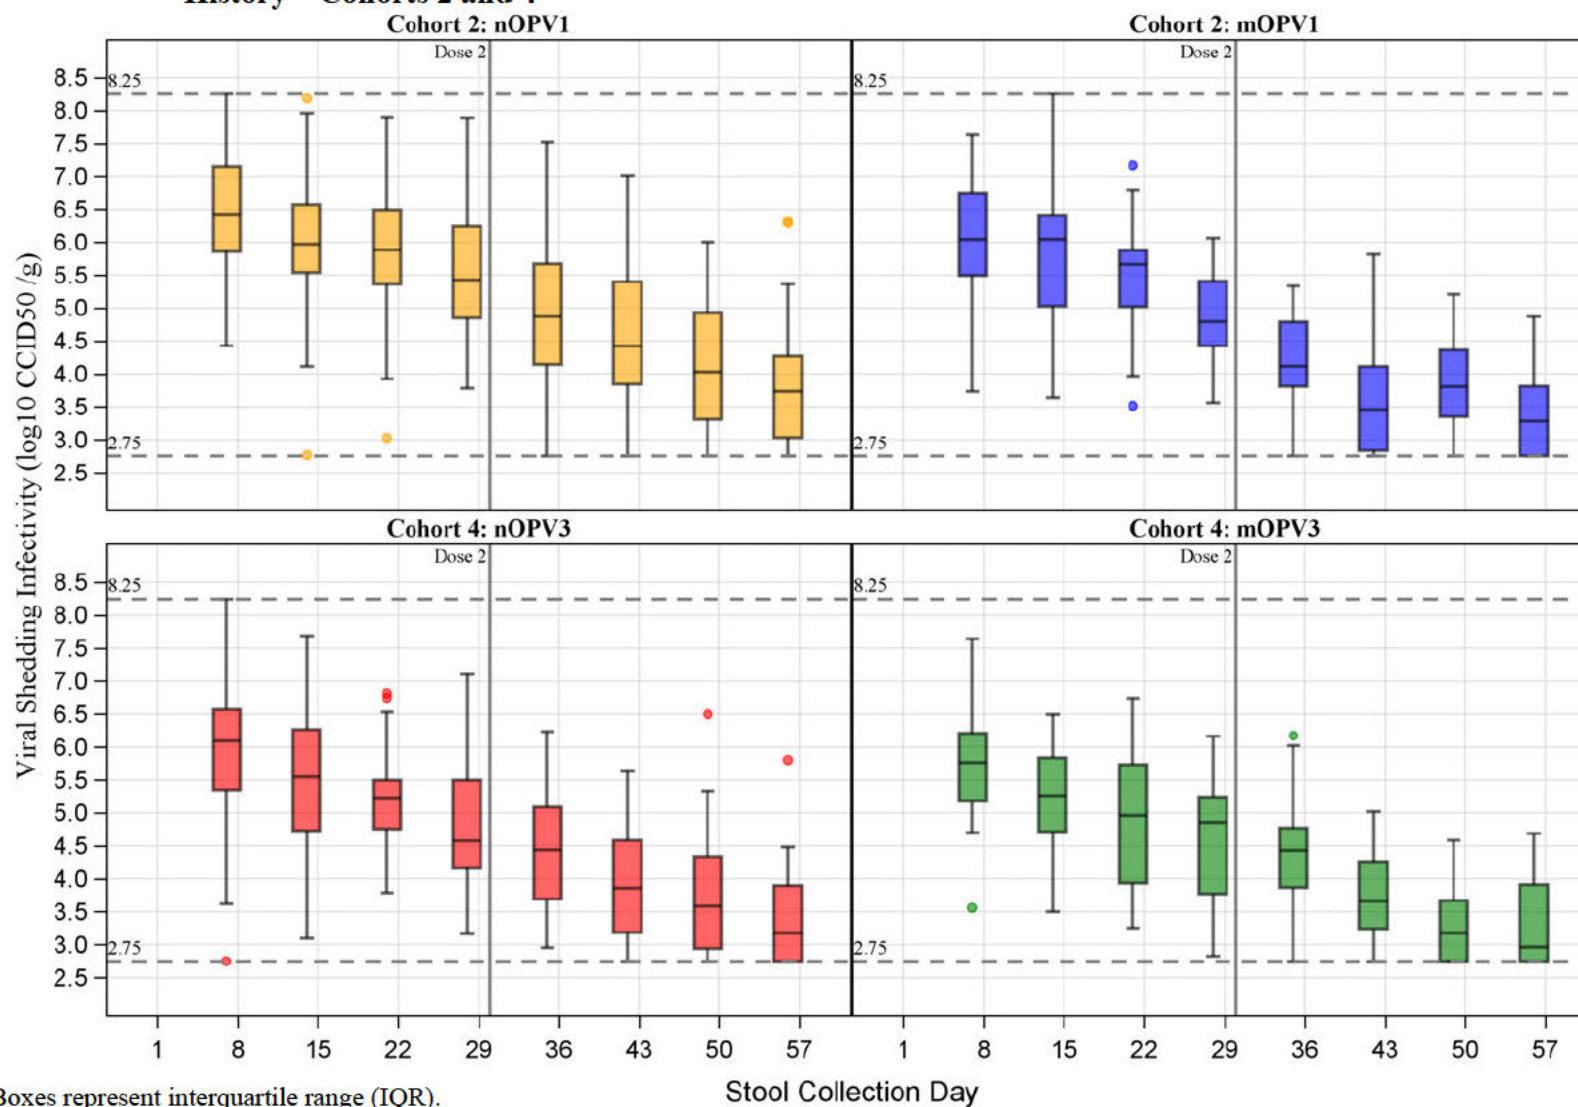 History – Cohorts 2 and 4
Cohort 2: nOPV1
Cohort 2: mOPV1
Dose 2
Dose 2
8.5
8.25
8.25
8.0
7.5
7.0
6.5
6.0
5.5
5.0
4.5
4.0
3.5
3.0
2.75
2.75
2.5
Viral Shedding Infectivity (log10 CCID50 /g)
Cohort 4: nOPV3
Cohort 4: mOPV3
Dose 2
Dose 2
8.5
8.25
8.25
8.0
7.5
7.0
6.5
6.0
5.5
5.0
4.5
4.0
3.5
3.0
2.75
2.75
2.5
1 8 15 22 29 36 43 50 57 1 8 15 22 29 36 43 50 57
Stool Collection Day
Boxes represent interquartile range (IQR).